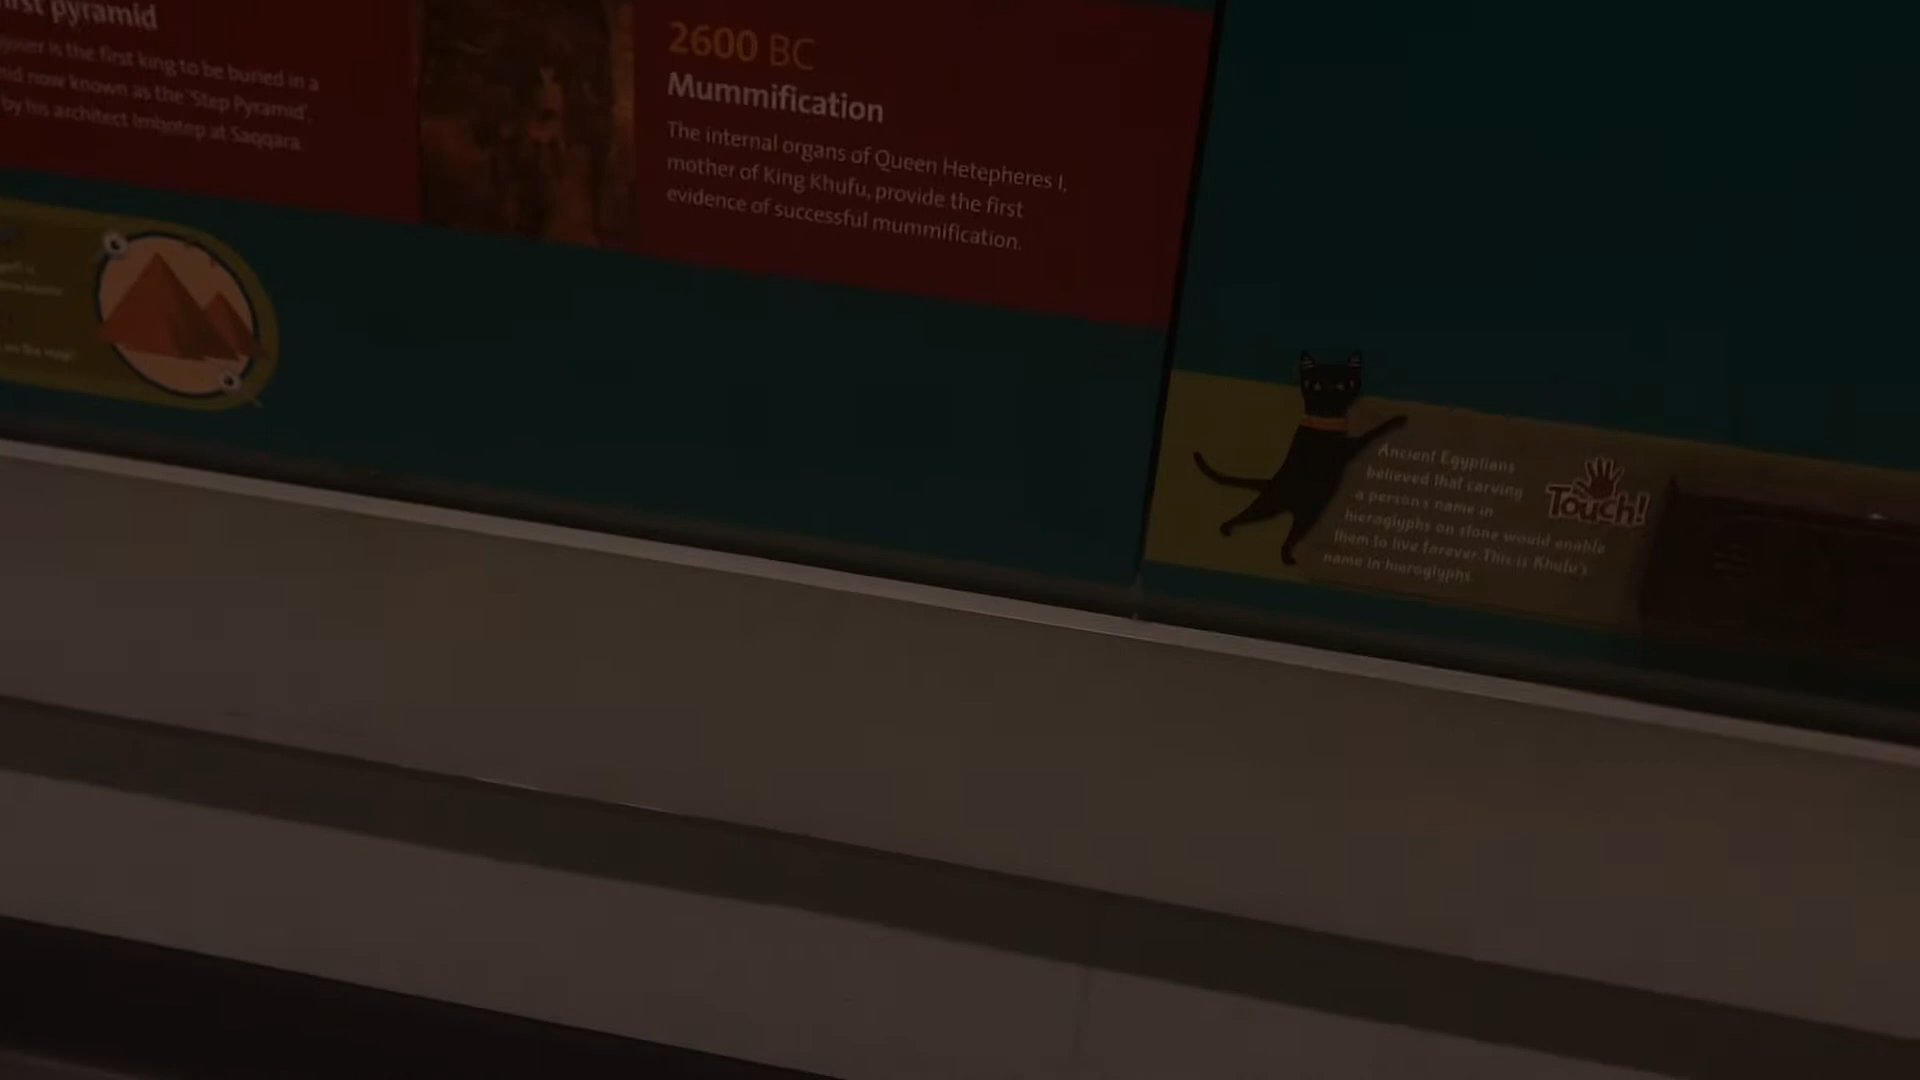 pyramid
is the first king to be buried in a
now known as the 'Step Pyramid',
by his architect Imhotep at Saqqara.
2600 BC
Mummification
The internal organs of Queen Hetepheres I,
mother of King Khufu, provide the first
evidence of successful mummification.
Ancient Egyptians
believed that carving
a person's name in
hieroglyphs on stone would enable
them to live forever. This is Khufu's
name in hieroglyphs
Touch!